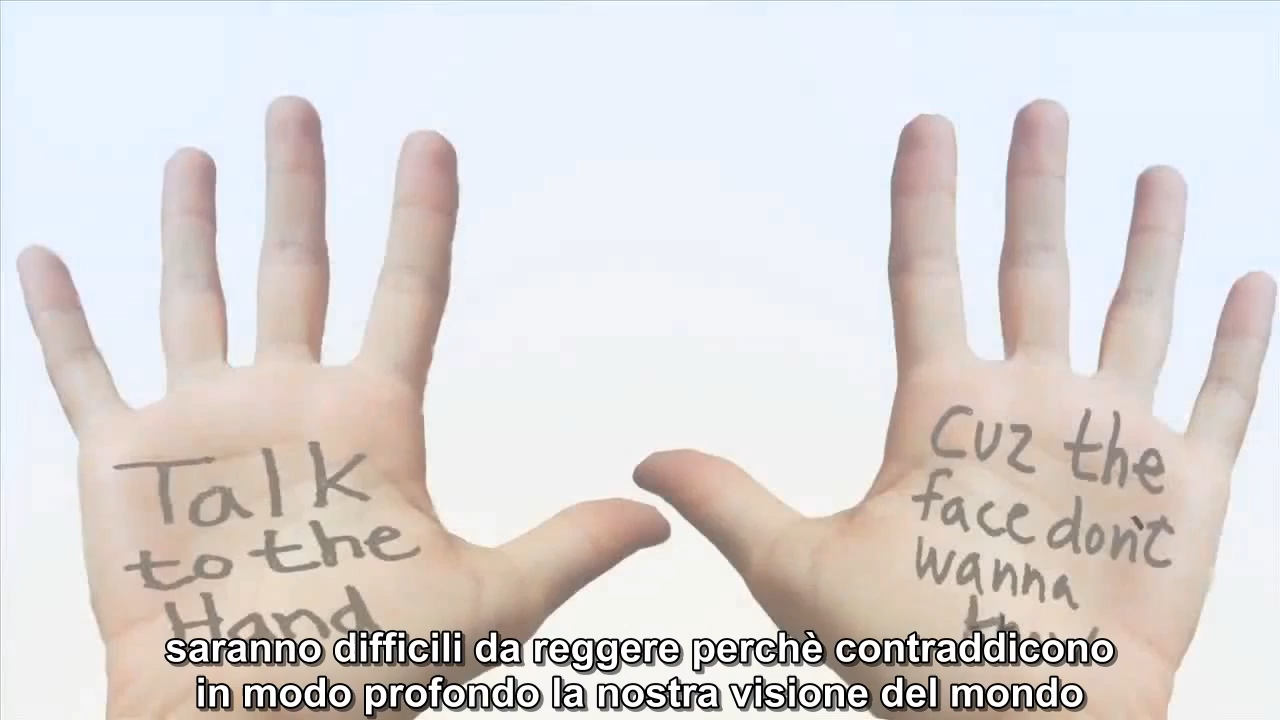 Talk
to the
Hand
Cuz the
face don't
wanna
saranno difficili da reggere perchè contraddicono
in modo profondo la nostra visione del mondo